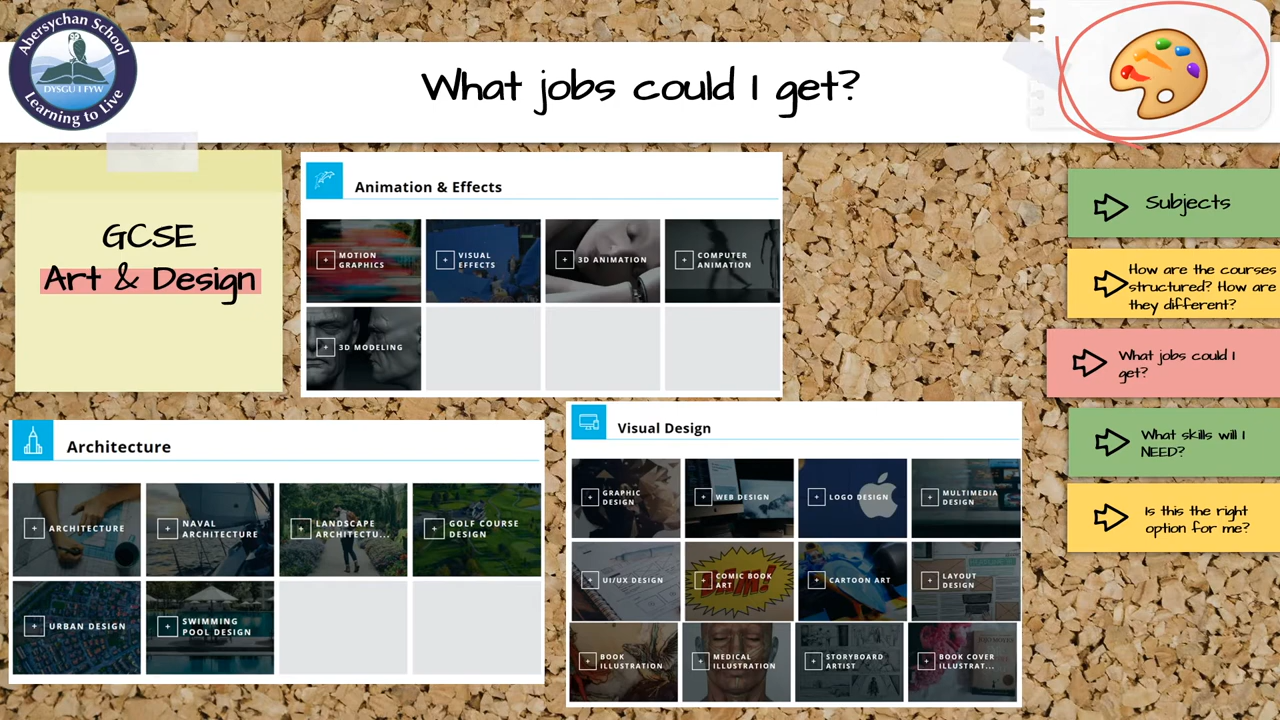 Abersychan School
DYSGU I FYW
Learning to Live
What jobs could I get?
GCSE
Art & Design
Animation & Effects
MOTION
GRAPHICS
VISUAL
EFFECTS
3D ANIMATION
COMPUTER
ANIMATION
3D MODELING
Architecture
ARCHITECTURE
NAVAL
ARCHITECTURE
LANDSCAPE
ARCHITECTU...
GOLF COURSE
DESIGN
URBAN DESIGN
SWIMMING
POOL DESIGN
Visual Design
GRAPHIC
DESIGN
WEB DESIGN
LOGO DESIGN
MULTIMEDIA
DESIGN
UI/UX DESIGN
COMIC BOOK
ART
CARTOON ART
LAYOUT
DESIGN
BOOK
ILLUSTRATION
MEDICAL
ILLUSTRATION
STORYBOARD
ARTIST
BOOK COVER
ILLUSTRAT...
Subjects
How are the courses
structured? How are
they different?
What jobs could I
get?
What skills will I
NEED?
Is this the right
option for me?